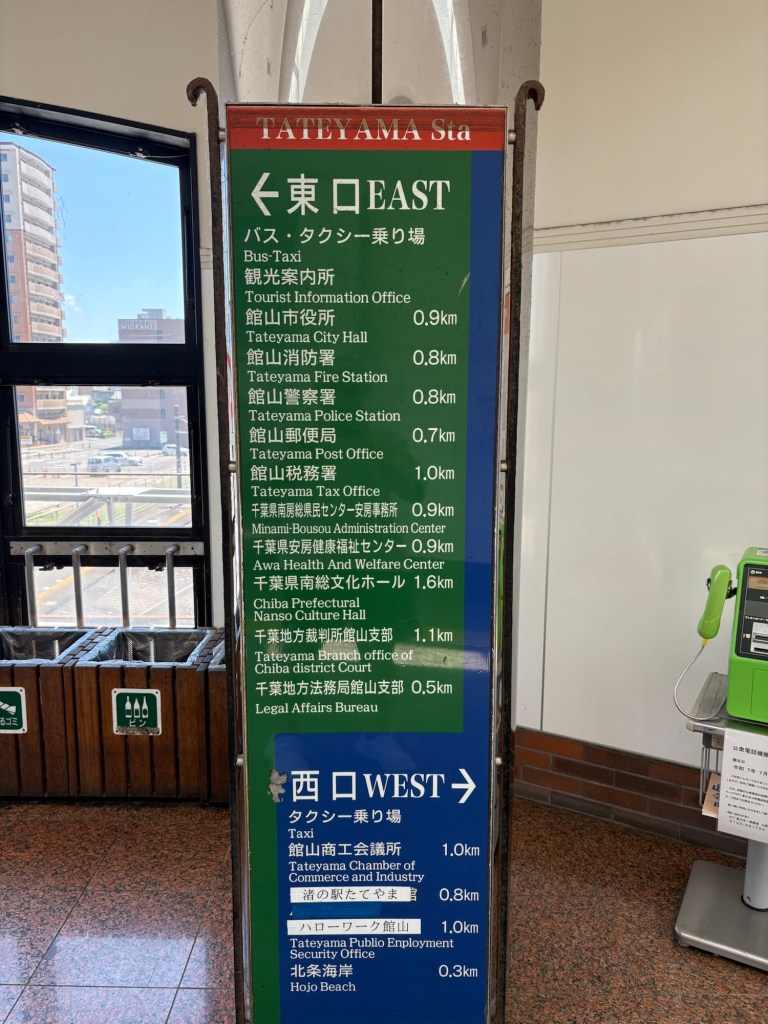 TATEYAMA Sta
← 東口 EAST
バス・タクシー乗り場
Bus-Taxi
観光案内所
Tourist Information Office
館山市役所 0.9km
Tateyama City Hall
館山消防署 0.8km
Tateyama Fire Station
館山警察署 0.8km
Tateyama Police Station
館山郵便局 0.7km
Tateyama Post Office
館山税務署 1.0km
Tateyama Tax Office
千葉県南房総県民センター安房事務所 0.9km
Minami-Bousou Administration Center
千葉県安房健康福祉センター 0.9km
Awa Health And Welfare Center
千葉県南総文化ホール 1.6km
Chiba Prefectural
Nanso Culture Hall
千葉地方裁判所館山支部 1.1km
Tateyama Branch office of
Chiba district Court
千葉地方法務局館山支部 0.5km
Legal Affairs Bureau
西口 WEST →
タクシー乗り場
Taxi
館山商工会議所 1.0km
Tateyama Chamber of
Commerce and Industry
渚の駅たてやま 0.8km
ハローワーク館山 1.0km
Tateyama Publio Enployment
Security Office
北条海岸 0.3km
Hojo Beach
MIGRANT
るゴミ
ビン